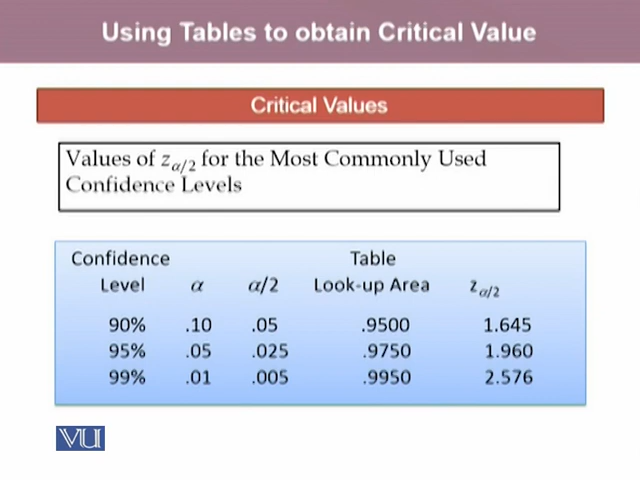 Using Tables to obtain Critical Value
Critical Values
Values of zα/2 for the Most Commonly Used
Confidence Levels
Confidence Table
Level α α/2 Look-up Area zα/2
90% .10 .05 .9500 1.645
95% .05 .025 .9750 1.960
99% .01 .005 .9950 2.576
VU